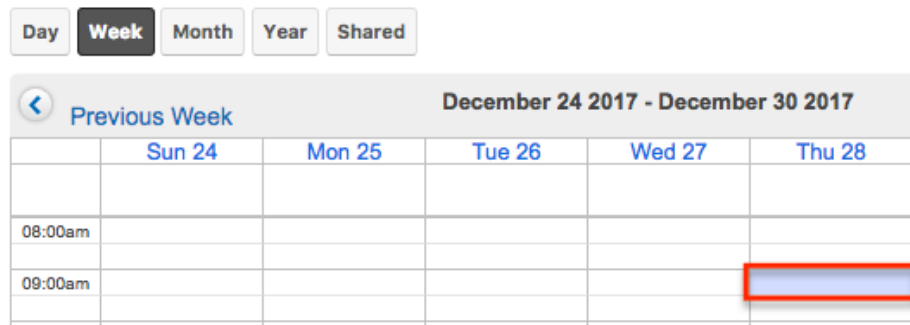 Day Week Month Year Shared
Previous Week December 24 2017 - December 30 2017
Sun 24 Mon 25 Tue 26 Wed 27 Thu 28
08:00am
09:00am